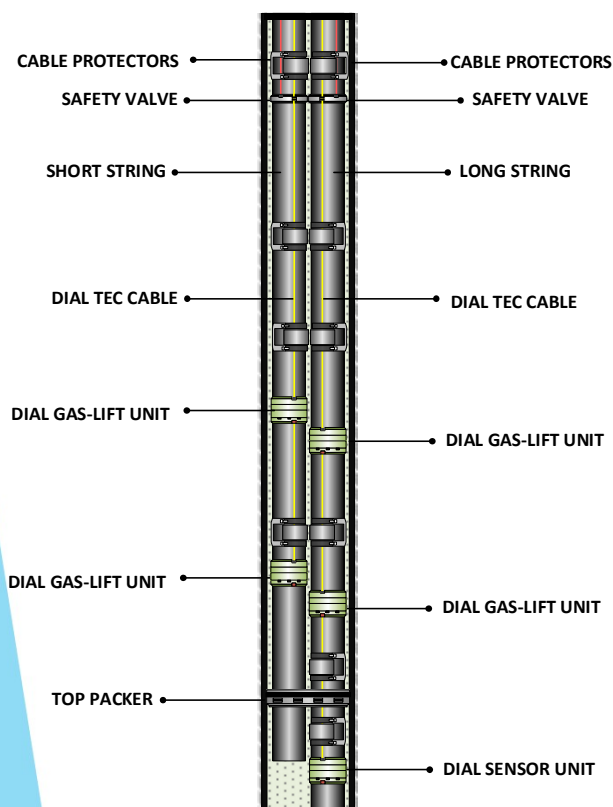 CABLE PROTECTORS
CABLE PROTECTORS
SAFETY VALVE
SAFETY VALVE
SHORT STRING
LONG STRING
DIAL TEC CABLE
DIAL TEC CABLE
DIAL GAS-LIFT UNIT
DIAL GAS-LIFT UNIT
DIAL GAS-LIFT UNIT
DIAL GAS-LIFT UNIT
TOP PACKER
DIAL SENSOR UNIT